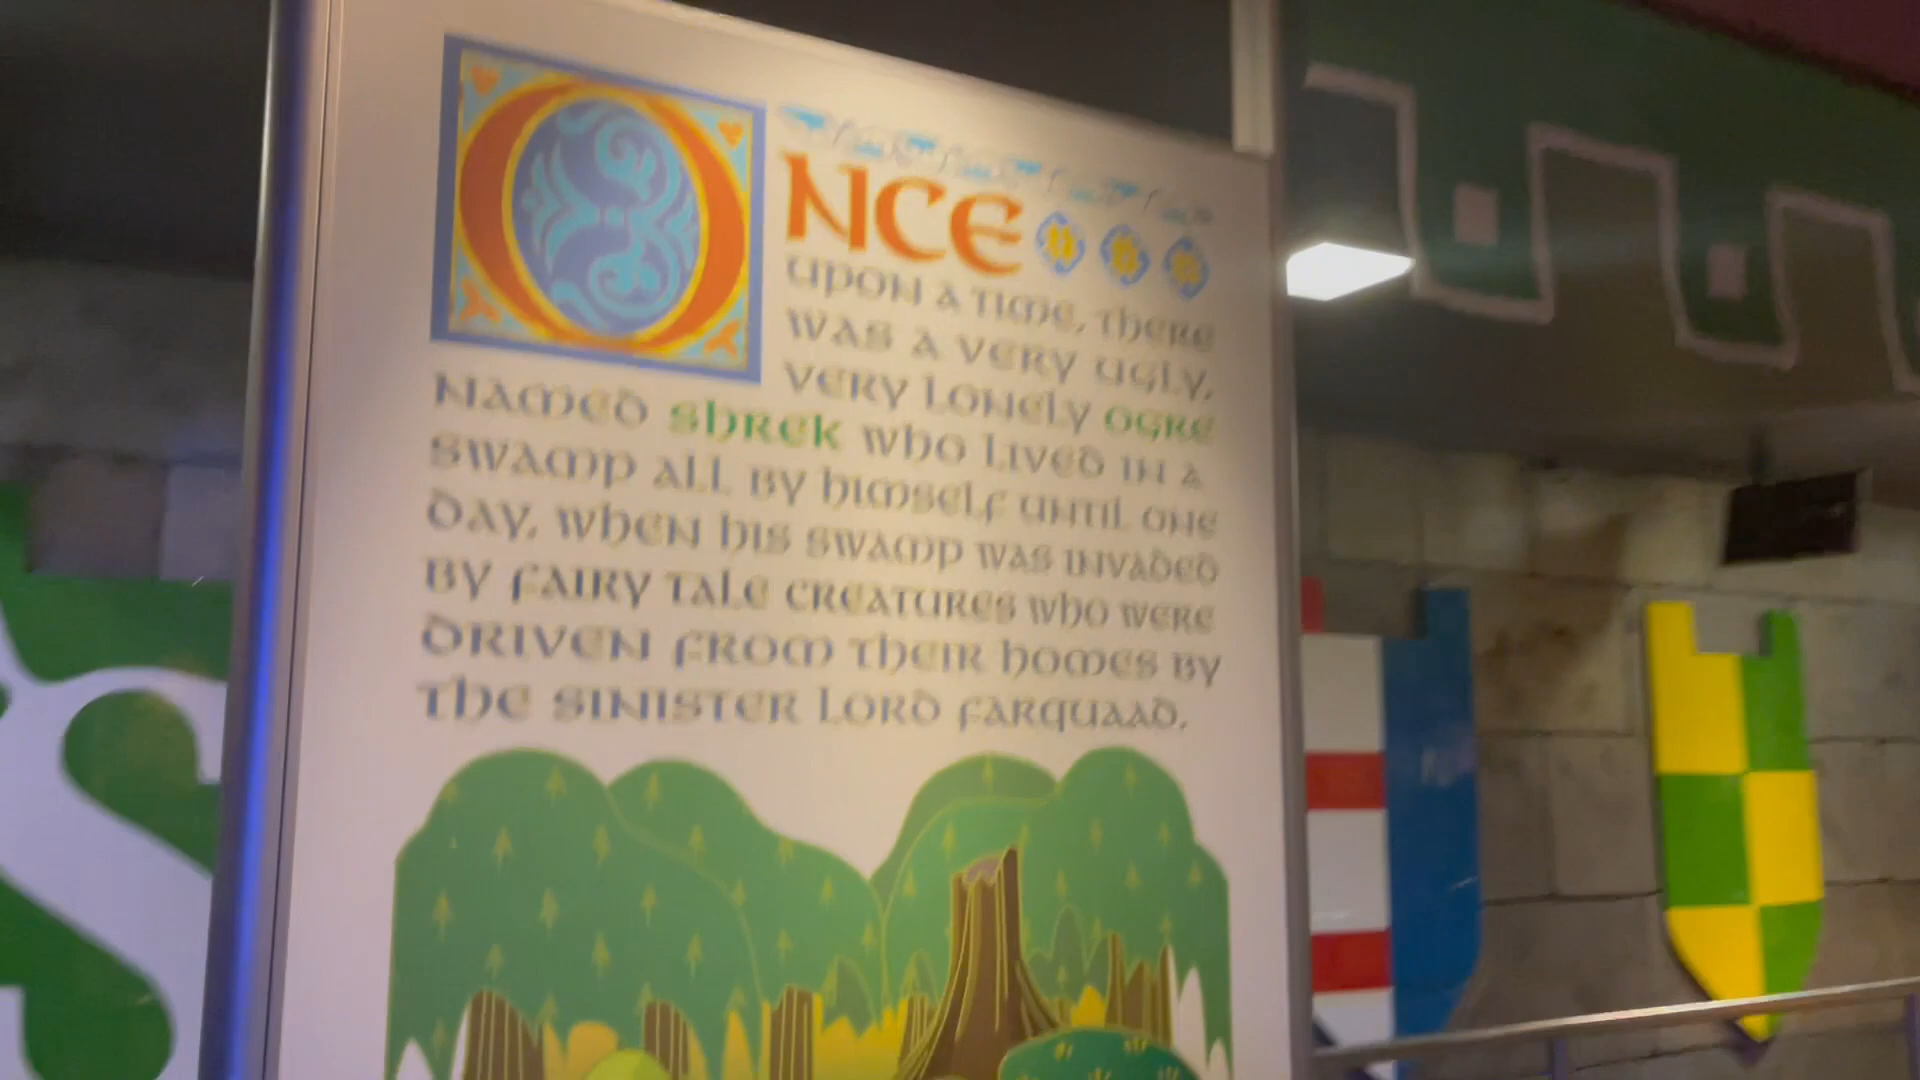 ONCE
UPON A TIME, THERE
WAS A VERY UGLY,
VERY LONELY OGRE
NAMED SHREK WHO LIVED IN A
SWAMP ALL BY HIMSELF UNTIL ONE
DAY, WHEN HIS SWAMP WAS INVADED
BY FAIRY TALE CREATURES WHO WERE
DRIVEN FROM THEIR HOMES BY
THE SINISTER LORD FARQUAAD.